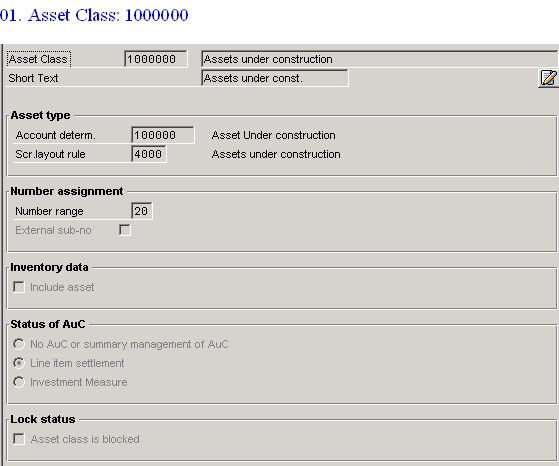 01. Asset Class: 1000000
Asset Class 1000000 Assets under construction
Short Text Assets under const.
Asset type
Account determ. 100000 Asset Under construction
Scr.layout rule 4000 Assets under construction
Number assignment
Number range 20
External sub-no
Inventory data
Include asset
Status of AuC
No AuC or summary management of AuC
Line item settlement
Investment Measure
Lock status
Asset class is blocked